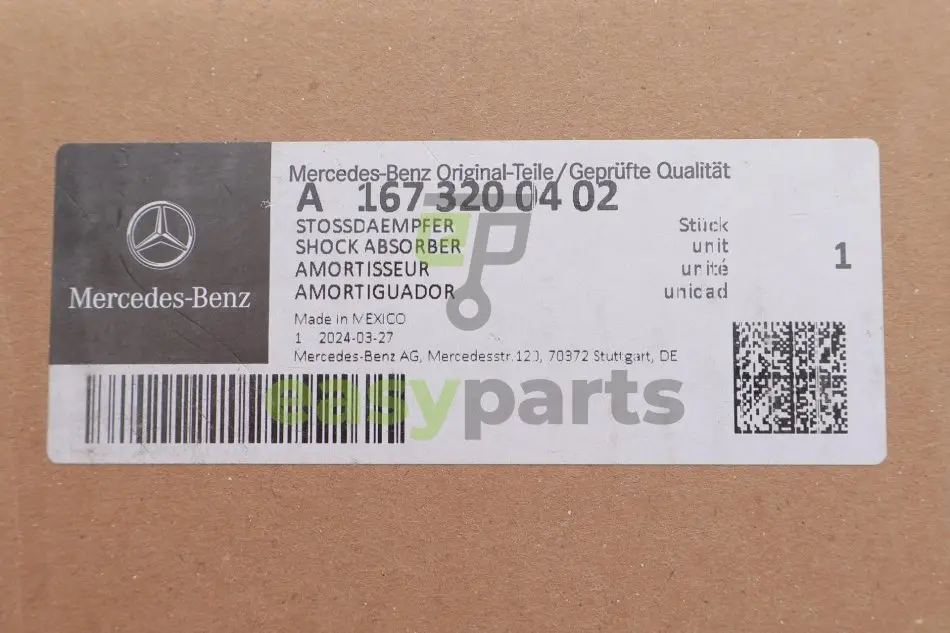 Mercedes-Benz Original-Teile/Geprüfte Qualität
A 167 320 04 02
STOSSDAEMPFER Stück
SHOCK ABSORBER unit
AMORTISSEUR unité
AMORTIGUADOR unidad
1
Mercedes-Benz
Made in MEXICO
1 2024-03-27
Mercedes-Benz AG, Mercedesstr.120, 70372 Stuttgart, DE
easyparts